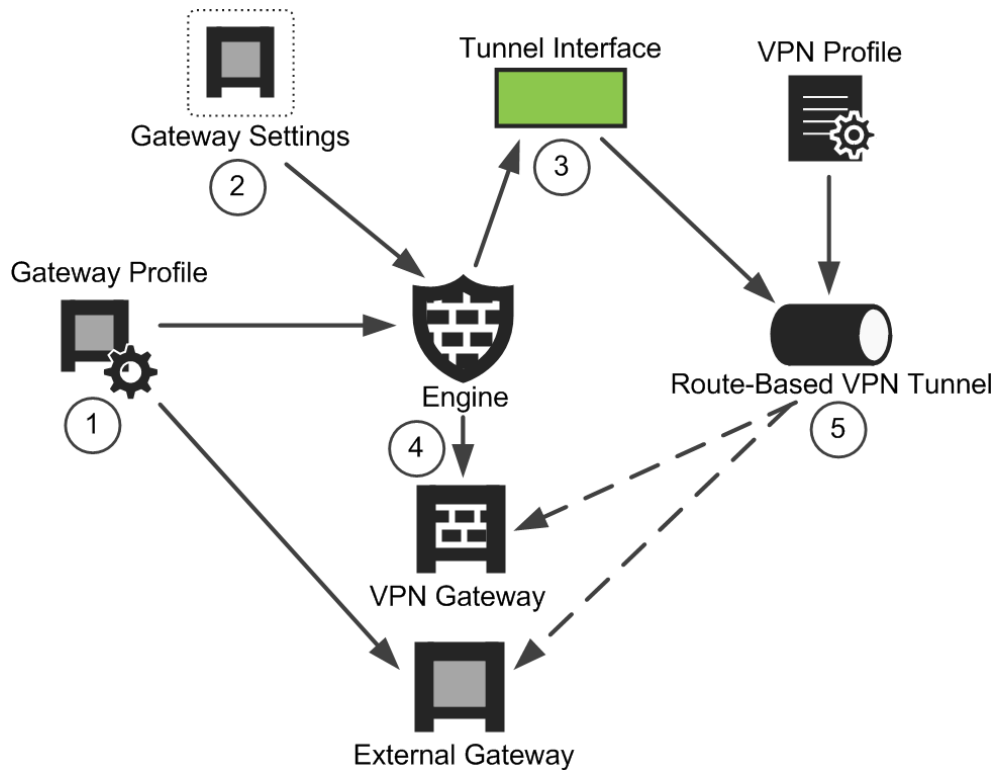 Tunnel Interface
VPN Profile
Gateway Settings
2
3
Gateway Profile
1
Engine
4
Route-Based VPN Tunnel
5
VPN Gateway
External Gateway